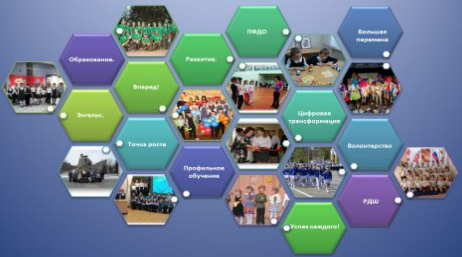 ПФДО
Большая
перемена
Образование.
Развитие.
Вперед!
Энгельс.
Цифровая
трансформация
Точка роста
Волонтерство
Профильное
обучение
РДШ
Успех каждого!